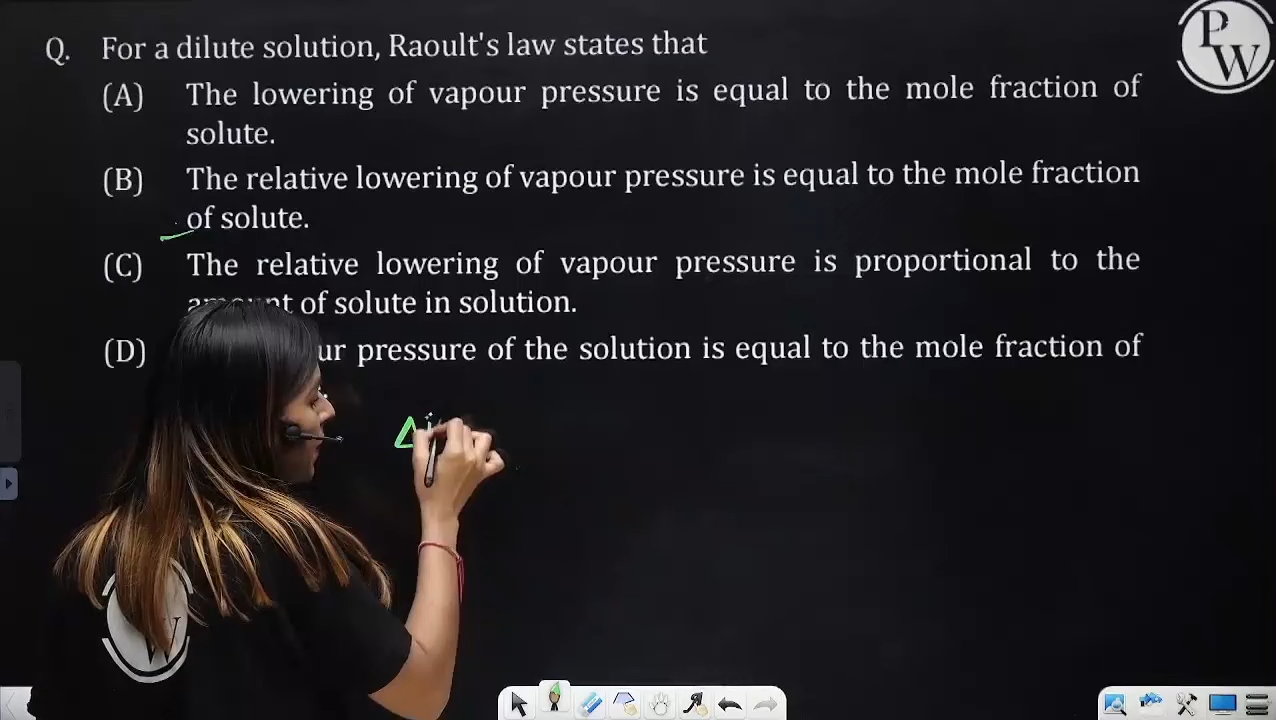 P
W
Q. For a dilute solution, Raoult's law states that
(A) The lowering of vapour pressure is equal to the mole fraction of
solute.
(B) The relative lowering of vapour pressure is equal to the mole fraction
of solute.
(C) The relative lowering of vapour pressure is proportional to the
of solute in solution.
(D) pressure of the solution is equal to the mole fraction of
Δ
W